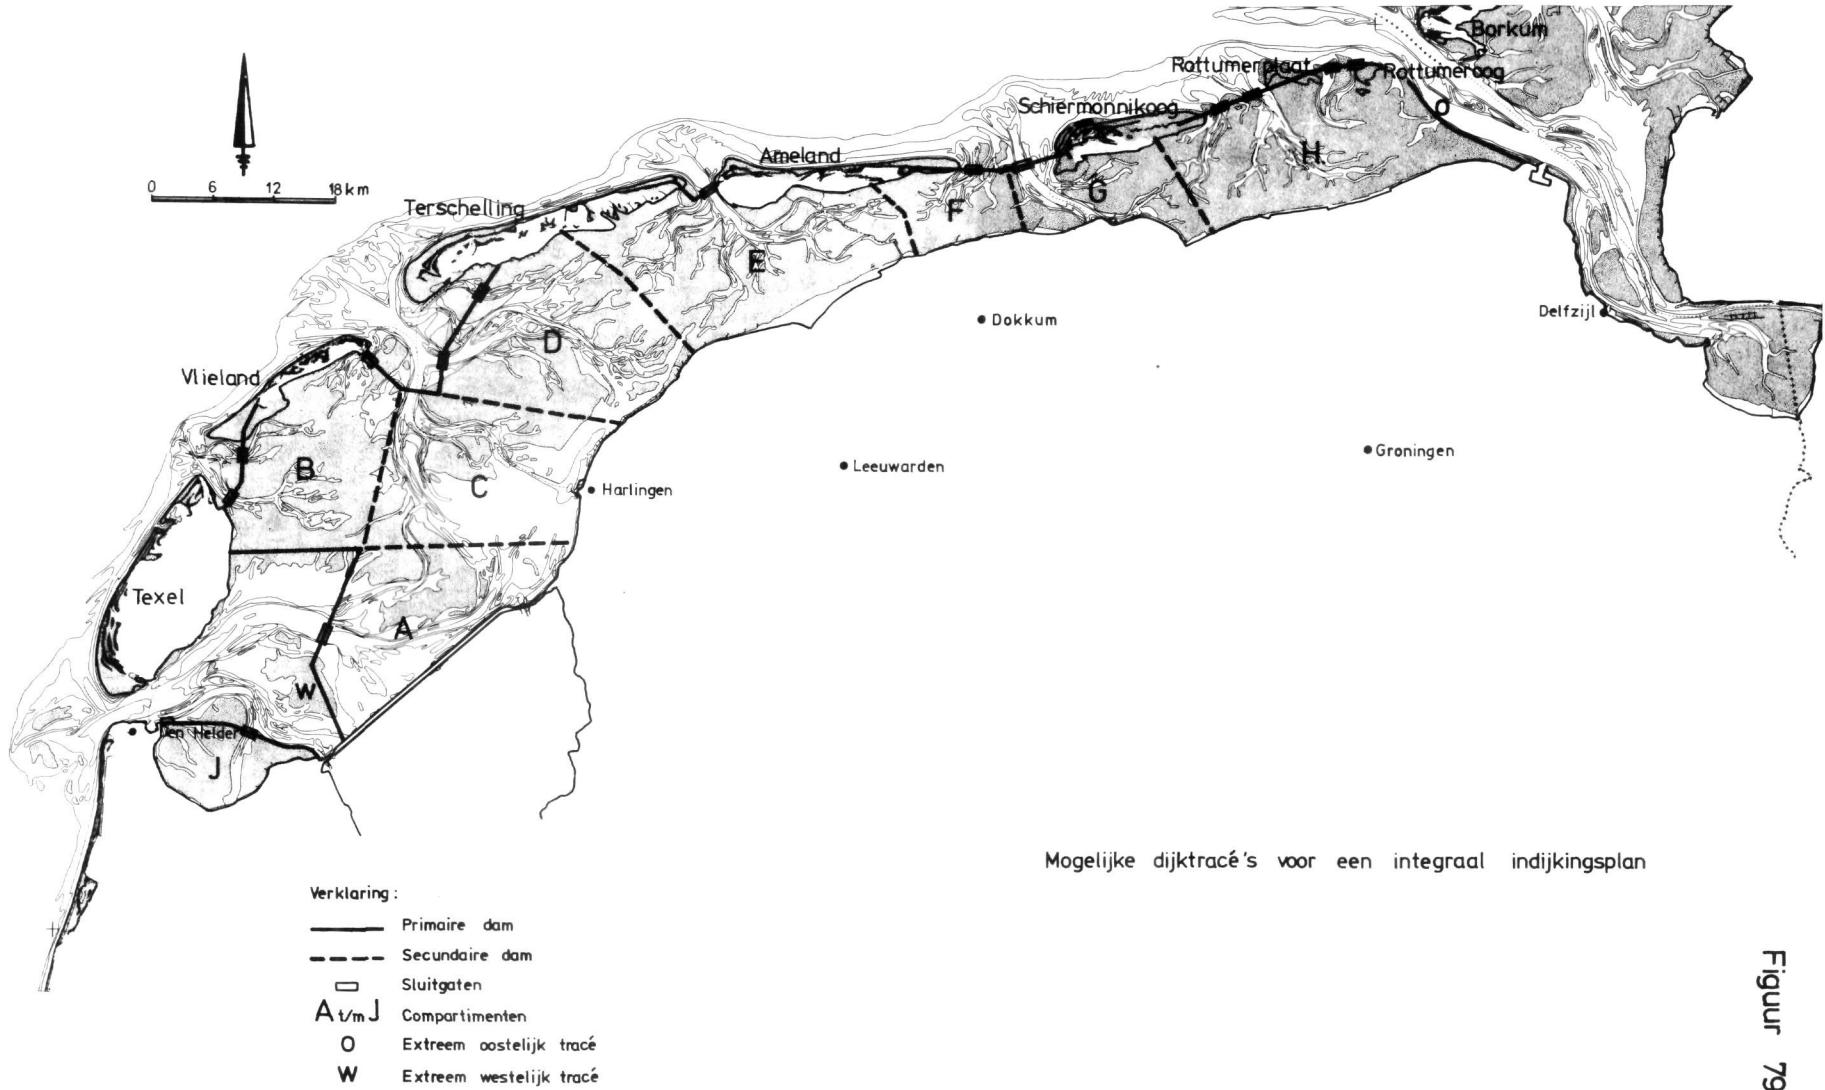 Borkum
Rottumerplaat
Rottumeroog
Schiermonnikoog
O
H
Ameland
G
0 6 12 18 km
Terschelling
F
E
Dokkum
Delfzijl
D
Vlieland
Leeuwarden
Groningen
B
C
Harlingen
Texel
A
W
Den Helder
J
Mogelijke dijktracé's voor een integraal indijkingsplan
Verklaring :
Primaire dam
Secundaire dam
Sluitgaten
A t/m J Compartimenten
O Extreem oostelijk tracé
W Extreem westelijk tracé
Figuur 79